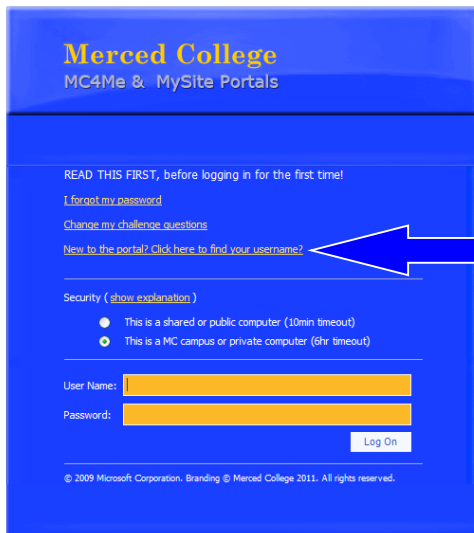 Merced College
MC4Me & MySite Portals
READ THIS FIRST, before logging in for the first time!
I forgot my password
Change my challenge questions
New to the portal? Click here to find your username?
Security ( show explanation )
This is a shared or public computer (10min timeout)
This is a MC campus or private computer (6hr timeout)
User Name:
Password:
Log On
© 2009 Microsoft Corporation. Branding © Merced College 2011. All rights reserved.